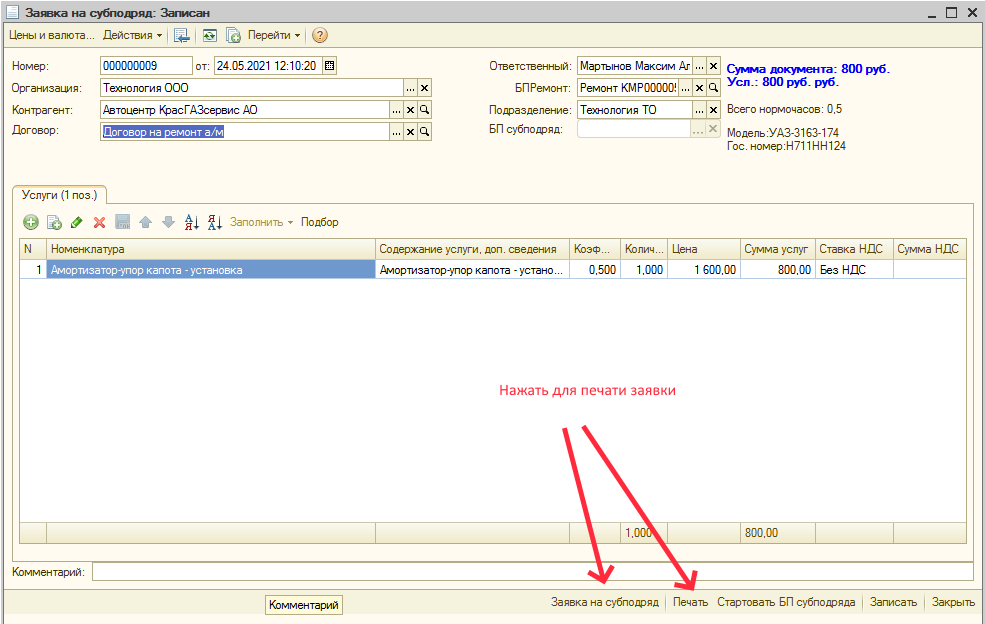 Заявка на субподряд: Записан
Цены и валюта... Действия Перейти ?
Номер: 000000009 от: 24.05.2021 12:10:20
Ответственный: Мартынов Максим Ал ...
Сумма документа: 800 руб.
Усл.: 800 руб. руб.
Организация: Технология ООО ...
БПРемонт: Ремонт КМР00000! ...
Контрагент: Автоцентр КрасГАЗсервис АО ...
Подразделение: Технология ТО ...
Всего нормочасов: 0,5
Договор: Договор на ремонт а/м ...
БП субподряд: ...
Модель:УАЗ-3163-174
Гос. номер:Н711НН124
Услуги (1 поз.)
Заполнить Подбор
N Номенклатура Содержание услуги, доп. сведения Коэф... Колич... Цена Сумма услуг Ставка НДС Сумма НДС
1 Амортизатор-упор капота - установка Амортизатор-упор капота - устано... 0,500 1,000 1 600,00 800,00 Без НДС
Нажать для печати заявки
1,000 800,00
Комментарий:
Комментарий
Заявка на субподряд Печать Стартовать БП субподряда Записать Закрыть